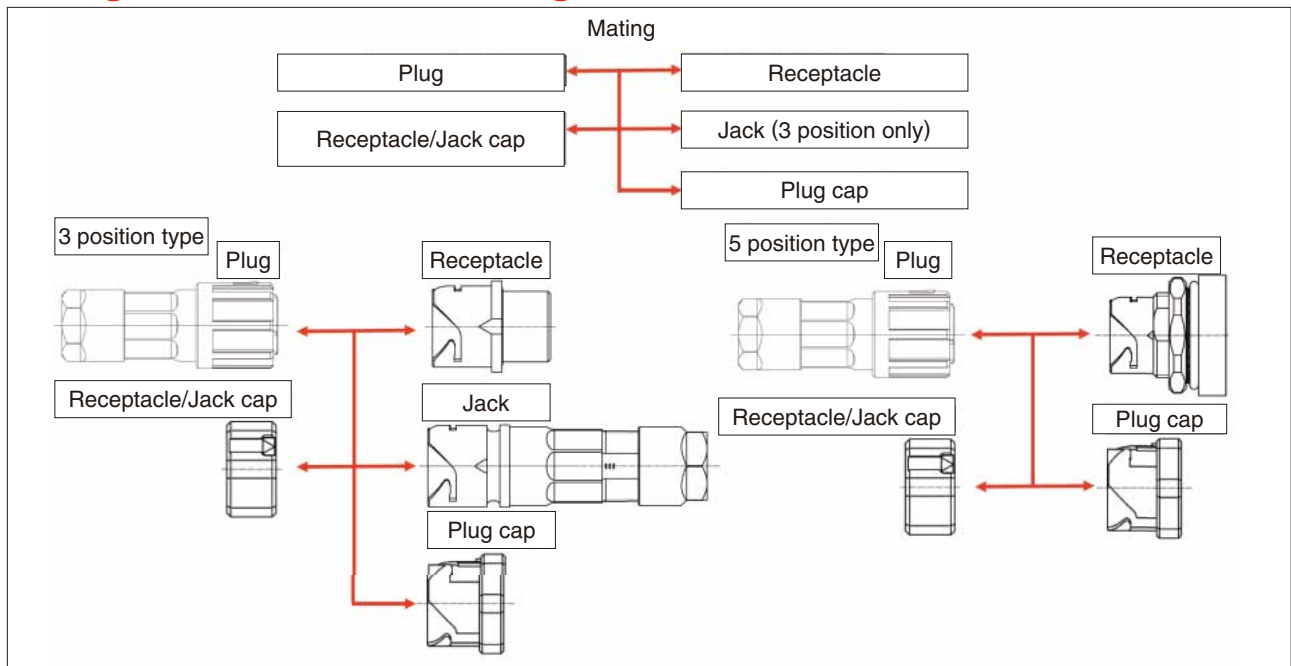 Mating
Plug
Receptacle
Receptacle/Jack cap
Jack (3 position only)
Plug cap
3 position type
Plug
Receptacle
Receptacle/Jack cap
Jack
Plug cap
5 position type
Plug
Receptacle
Receptacle/Jack cap
Plug cap